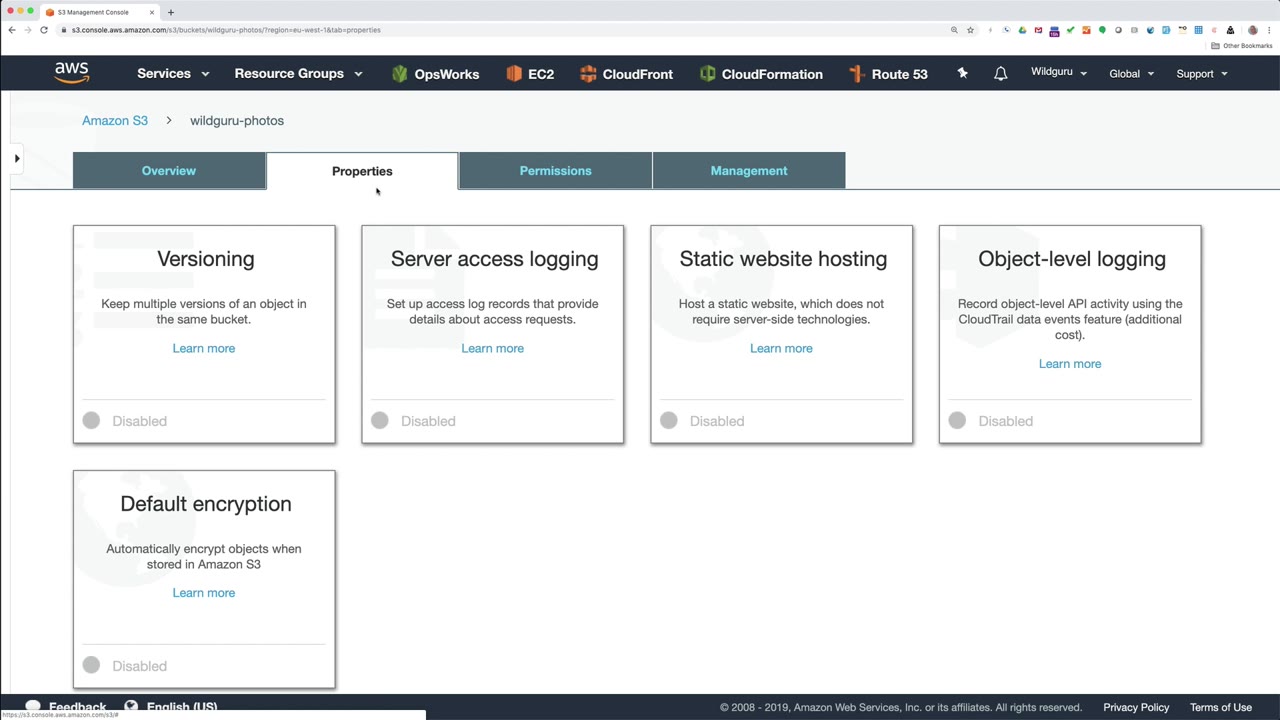 S3 Management Console
s3.console.aws.amazon.com/s3/buckets/wildguru-photos/?region=eu-west-1&tab=properties
Other Bookmarks
aws
Services
Resource Groups
OpsWorks
EC2
CloudFront
CloudFormation
Route 53
Wildguru
Global
Support
Amazon S3
wildguru-photos
Overview
Properties
Permissions
Management
Versioning
Keep multiple versions of an object in
the same bucket.
Learn more
Disabled
Server access logging
Set up access log records that provide
details about access requests.
Learn more
Disabled
Static website hosting
Host a static website, which does not
require server-side technologies.
Learn more
Disabled
Object-level logging
Record object-level API activity using the
CloudTrail data events feature (additional
cost).
Learn more
Disabled
Default encryption
Automatically encrypt objects when
stored in Amazon S3
Learn more
Disabled
Feedback
English (US)
© 2008 - 2019, Amazon Web Services, Inc. or its affiliates. All rights reserved.
Privacy Policy
Terms of Use
https://s3.console.aws.amazon.com/s3/#